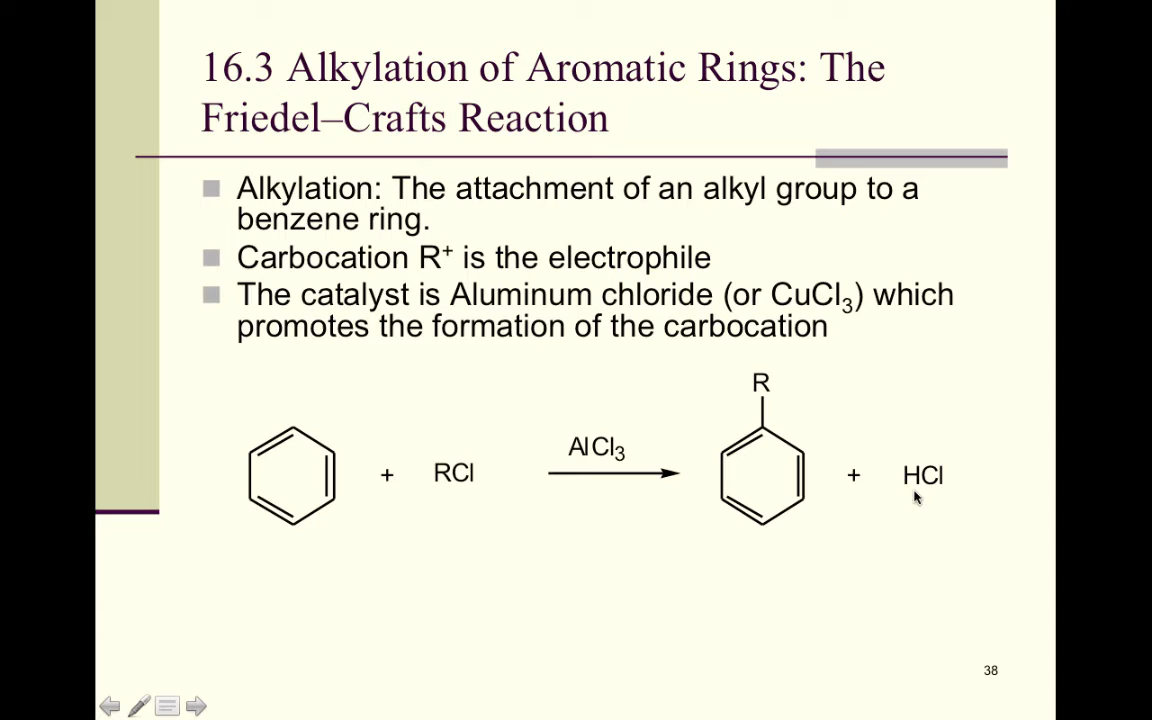 16.3 Alkylation of Aromatic Rings: The
Friedel–Crafts Reaction
Alkylation: The attachment of an alkyl group to a
benzene ring.
Carbocation R⁺ is the electrophile
The catalyst is Aluminum chloride (or CuCl₃) which
promotes the formation of the carbocation
R
AlCl₃
+ RCl + HCl
38